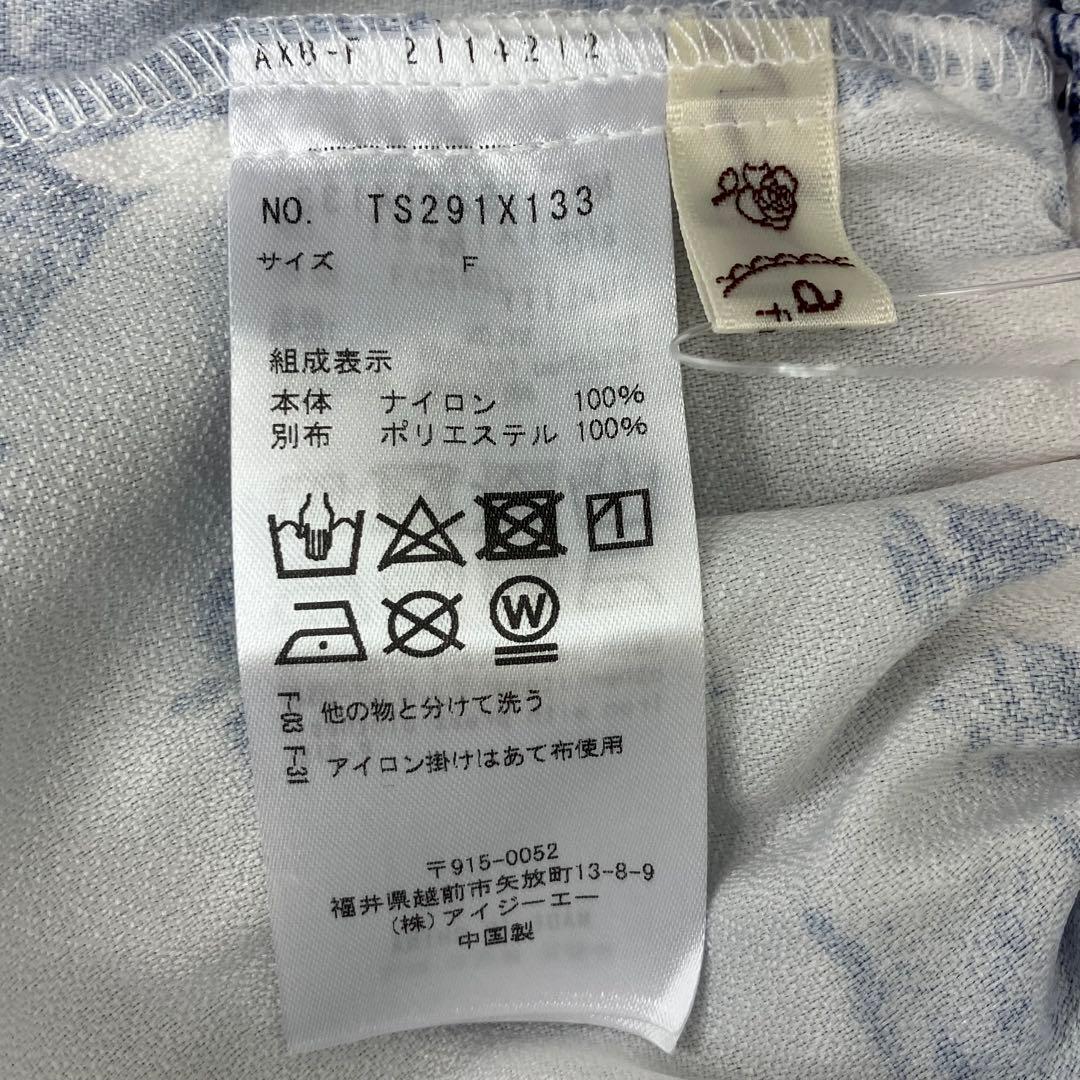 AXB-F 2114212
NO. TS291X133
サイズ F
組成表示
本体 ナイロン 100%
別布 ポリエステル 100%
W
F-03 他の物と分けて洗う
F-31 アイロン掛けはあて布使用
〒915-0052
福井県越前市矢放町13-8-9
(株)アイジーエー
中国製